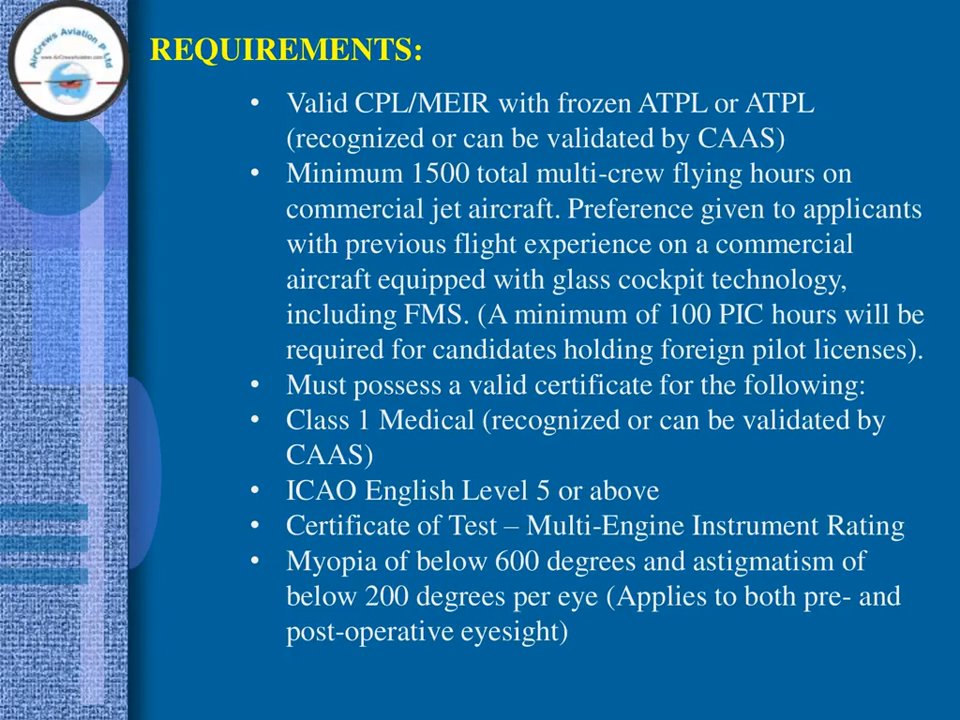 AirCrews Aviation P Ltd
www.AirCrewsAviation.com
REQUIREMENTS:
• Valid CPL/MEIR with frozen ATPL or ATPL
(recognized or can be validated by CAAS)
• Minimum 1500 total multi-crew flying hours on
commercial jet aircraft. Preference given to applicants
with previous flight experience on a commercial
aircraft equipped with glass cockpit technology,
including FMS. (A minimum of 100 PIC hours will be
required for candidates holding foreign pilot licenses).
• Must possess a valid certificate for the following:
• Class 1 Medical (recognized or can be validated by
CAAS)
• ICAO English Level 5 or above
• Certificate of Test – Multi-Engine Instrument Rating
• Myopia of below 600 degrees and astigmatism of
below 200 degrees per eye (Applies to both pre- and
post-operative eyesight)